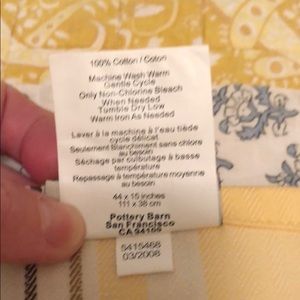 100% Cotton / Coton
Machine Wash Warm
Gentle Cycle
Only Non-Chlorine Bleach
When Needed
Tumble Dry Low
Warm Iron As Needed
Laver à la machine à l'eau tiède
cycle délicat
Seulement Blanchiment sans chlore
au besoin
Séchage par culbutage à basse
température
Repassage à température moyenne
au besoin
44 x 15 inches
111 x 38 cm
Pottery Barn
San Francisco
CA 94109
5415468
03/2008